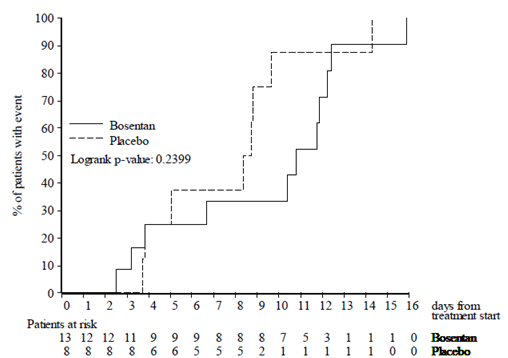 % of patients with event
100
90
80
70
60
50
40
30
20
10
0
Bosentan
Placebo
Logrank p-value: 0.2399
0 1 2 3 4 5 6 7 8 9 10 11 12 13 14 15 16
days from
treatment start
Patients at risk
13 12 12 11 9 9 9 8 8 8 7 5 3 1 1 1 0 Bosentan
8 8 8 8 6 6 5 5 5 2 1 1 1 1 1 0 0 Placebo